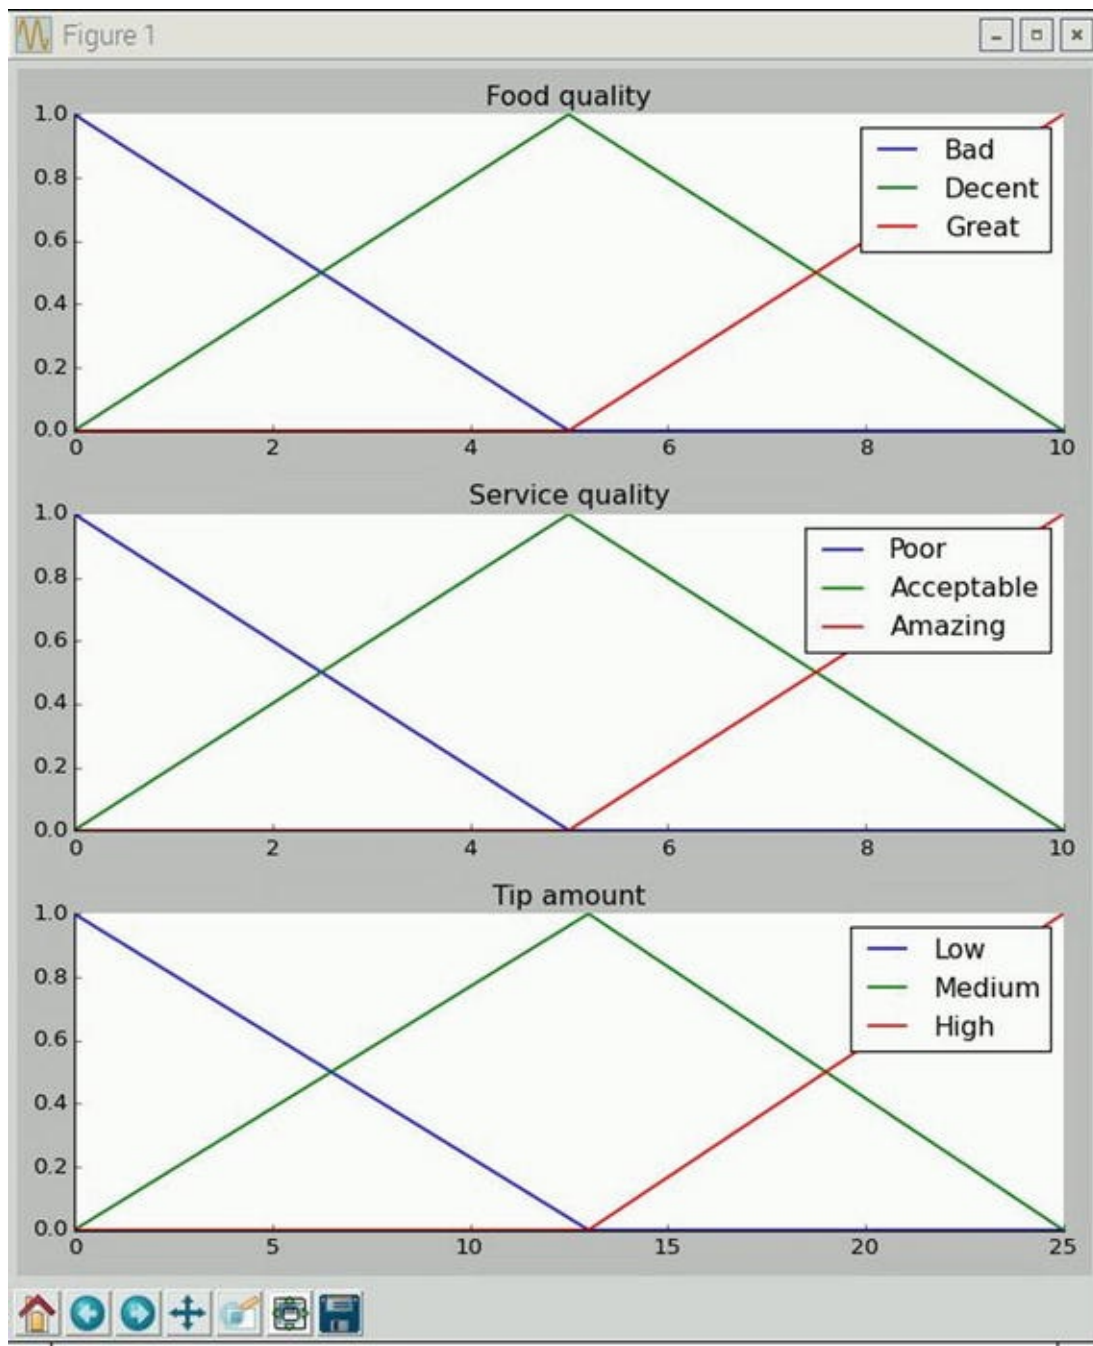 Figure 1
Food quality
1.0
0.8
0.6
0.4
0.2
0.0
0 2 4 6 8 10
Bad
Decent
Great
Service quality
1.0
0.8
0.6
0.4
0.2
0.0
0 2 4 6 8 10
Poor
Acceptable
Amazing
Tip amount
1.0
0.8
0.6
0.4
0.2
0.0
0 5 10 15 20 25
Low
Medium
High